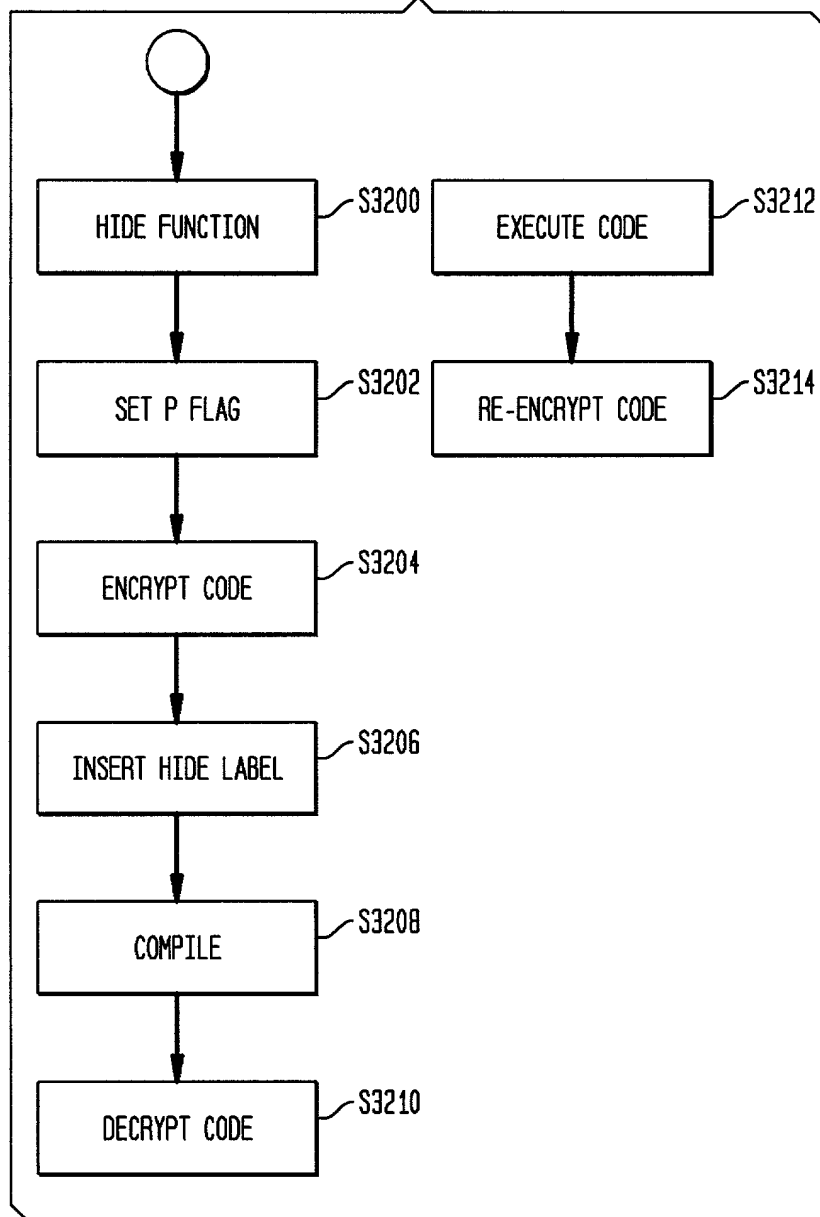 HIDE FUNCTION
S3200
SET P FLAG
S3202
ENCRYPT CODE
S3204
INSERT HIDE LABEL
S3206
COMPILE
S3208
DECRYPT CODE
S3210
EXECUTE CODE
S3212
RE-ENCRYPT CODE
S3214